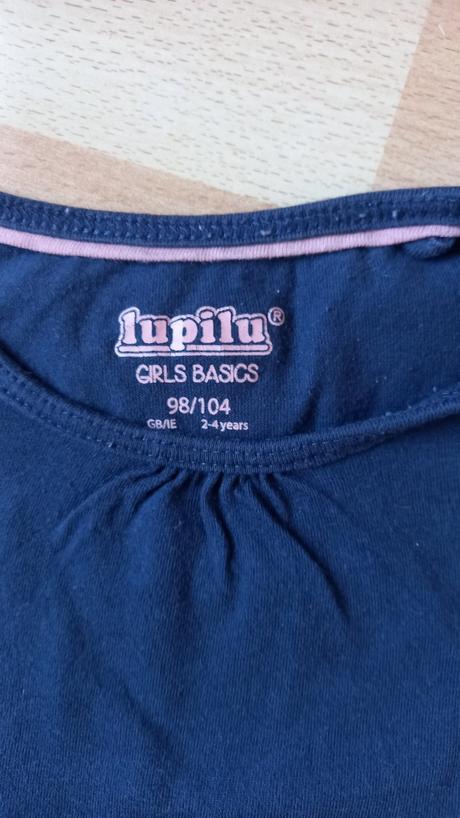 lupilu®
GIRLS BASICS
98/104
GB/IE 2-4 years